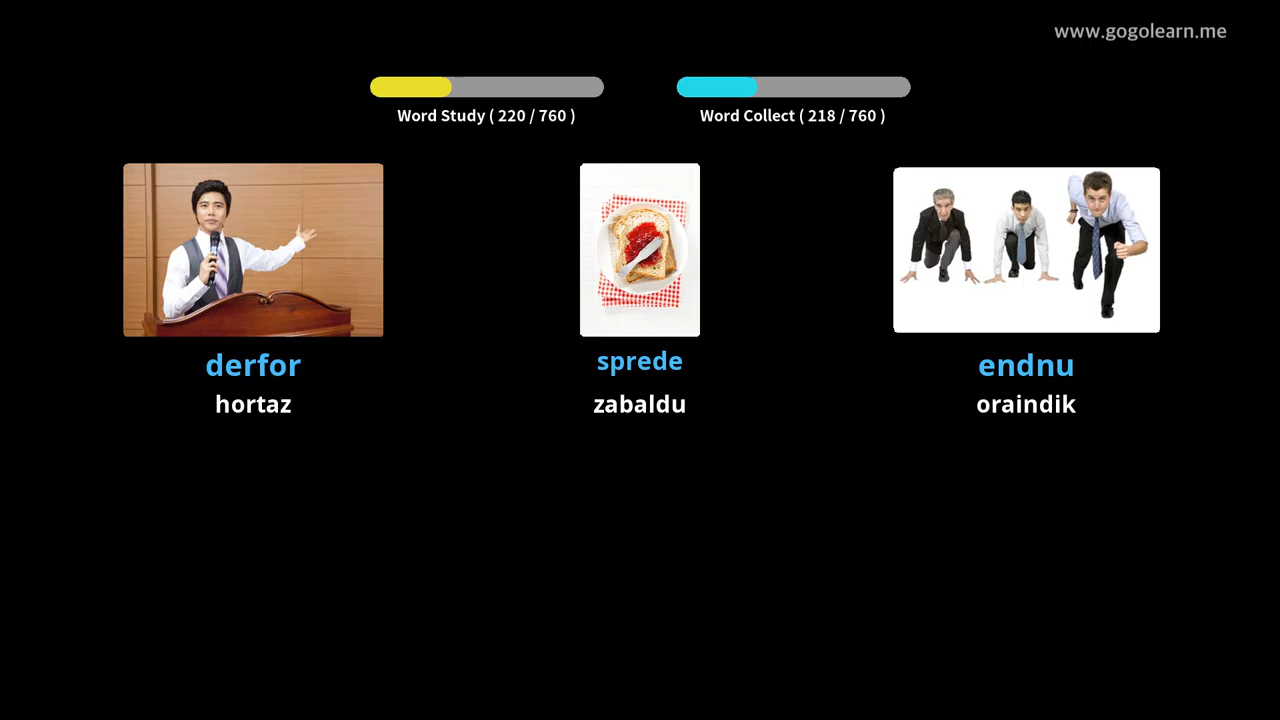 www.gogolearn.me
Word Study ( 220 / 760 )
Word Collect ( 218 / 760 )
derfor
sprede
endnu
hortaz
zabaldu
oraindik